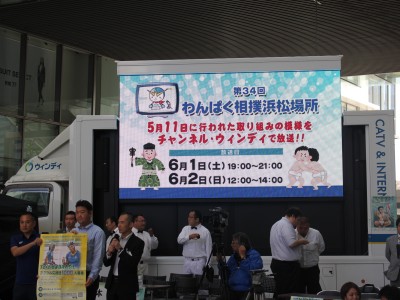 第34回
わんぱく相撲浜松場所
5月11日に行われた取り組みの模様を
チャンネル・ウィンディで放送!!
6月1日(土) 19:00~21:00
6月2日(日) 12:00~14:00
ウィンディ
CATV & INTERN